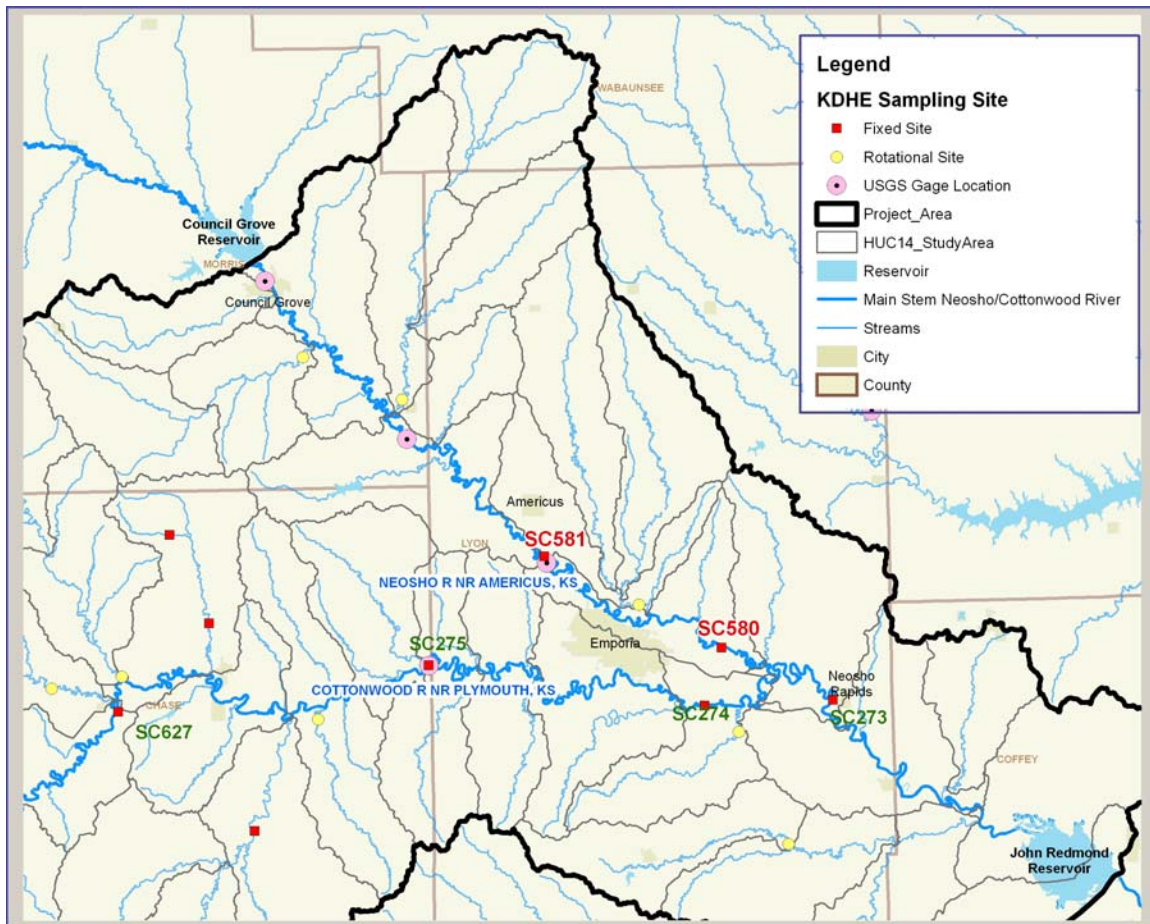 Legend
KDHE Sampling Site
Fixed Site
Rotational Site
USGS Gage Location
Project_Area
HUC14_StudyArea
Reservoir
Main Stem Neosho/Cottonwood River
Streams
City
County
WABAUNSEE
Council Grove
Reservoir
MORRIS
Council Grove
Americus
LYON
SC581
NEOSHO R NR AMERICUS, KS
SC580
Emporia
SC275
COTTONWOOD R NR PLYMOUTH, KS
Neosho
Rapids
SC274
SC273
CHASE
SC627
COFFEY
John Redmond
Reservoir